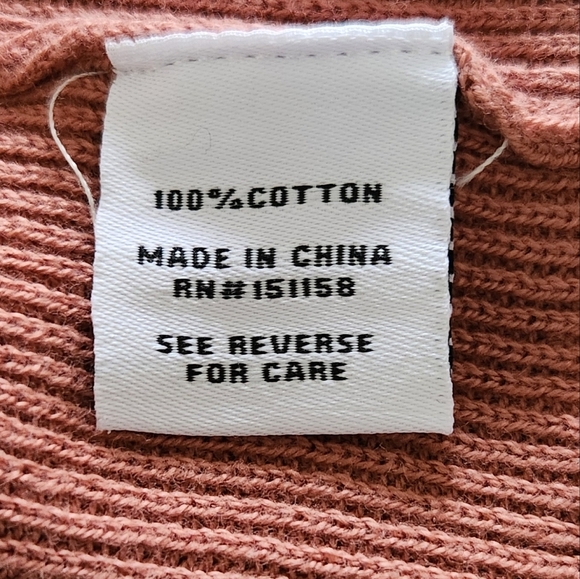 100% COTTON
MADE IN CHINA
RN#151158
SEE REVERSE
FOR CARE